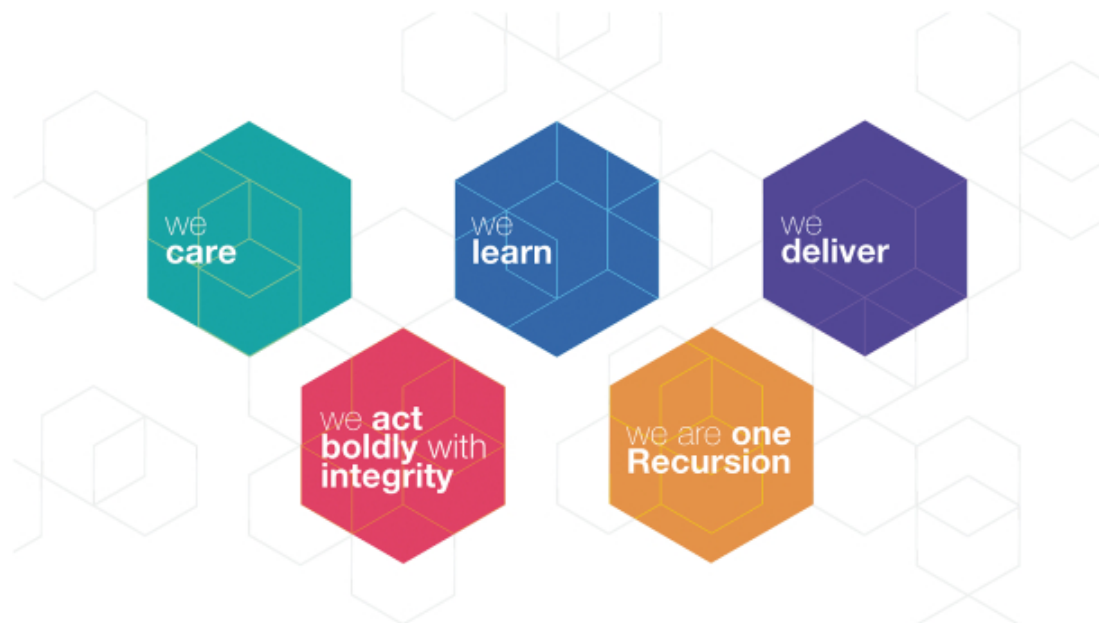 we
care
we
learn
we
deliver
we act
boldly with
integrity
we are one
Recursion